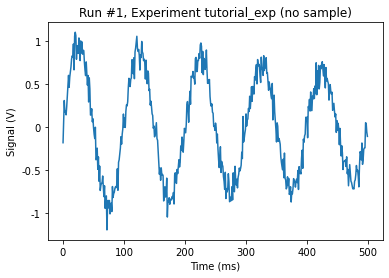 Run #1, Experiment tutorial_exp (no sample)
1
0.5
0
-0.5
-1
Signal (V)
0 100 200 300 400 500
Time (ms)